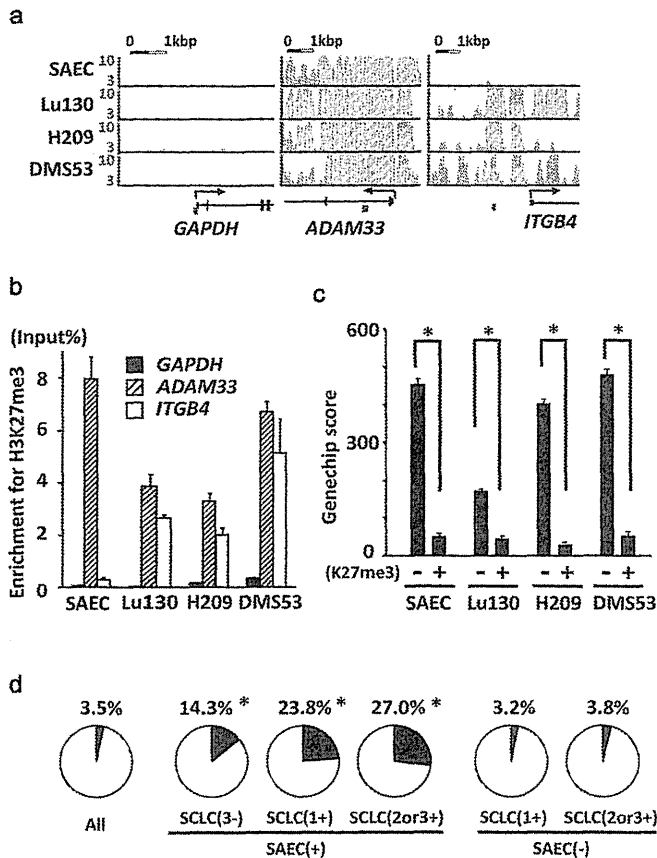 a
0 1kbp 0 1kbp 0 1kbp
SAEC 10 3
Lu130 10 3
H209 10 3
DMS53 10 3
GAPDH ADAM33 ITGB4
b
(Input%)
Enrichment for H3K27me3
8
6
4
2
0
GAPDH
ADAM33
ITGB4
SAEC Lu130 H209 DMS53
c
Genechip score
600
300
0
* * * *
(K27me3) - + - + - + - +
SAEC Lu130 H209 DMS53
d
3.5% 14.3% * 23.8% * 27.0% * 3.2% 3.8%
All SCLC(3-) SCLC(1+) SCLC(2or3+) SCLC(1+) SCLC(2or3+)
SAEC(+) SAEC(-)